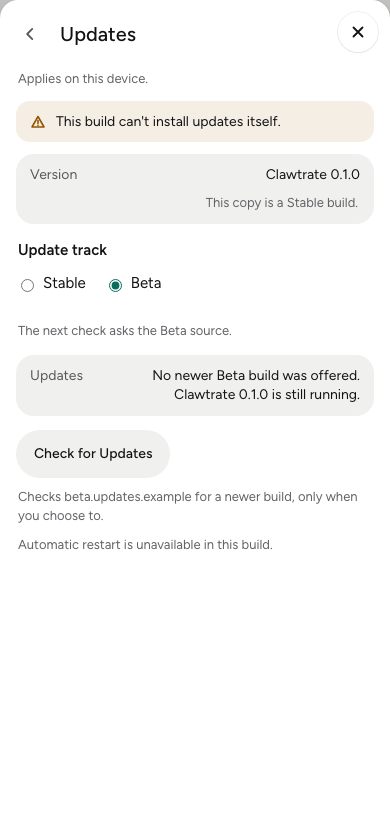 Updates
Applies on this device.
This build can't install updates itself.
Version
Clawtrate 0.1.0
This copy is a Stable build.
Update track
Stable
Beta
The next check asks the Beta source.
Updates
No newer Beta build was offered.
Clawtrate 0.1.0 is still running.
Check for Updates
Checks beta.updates.example for a newer build, only when
you choose to.
Automatic restart is unavailable in this build.